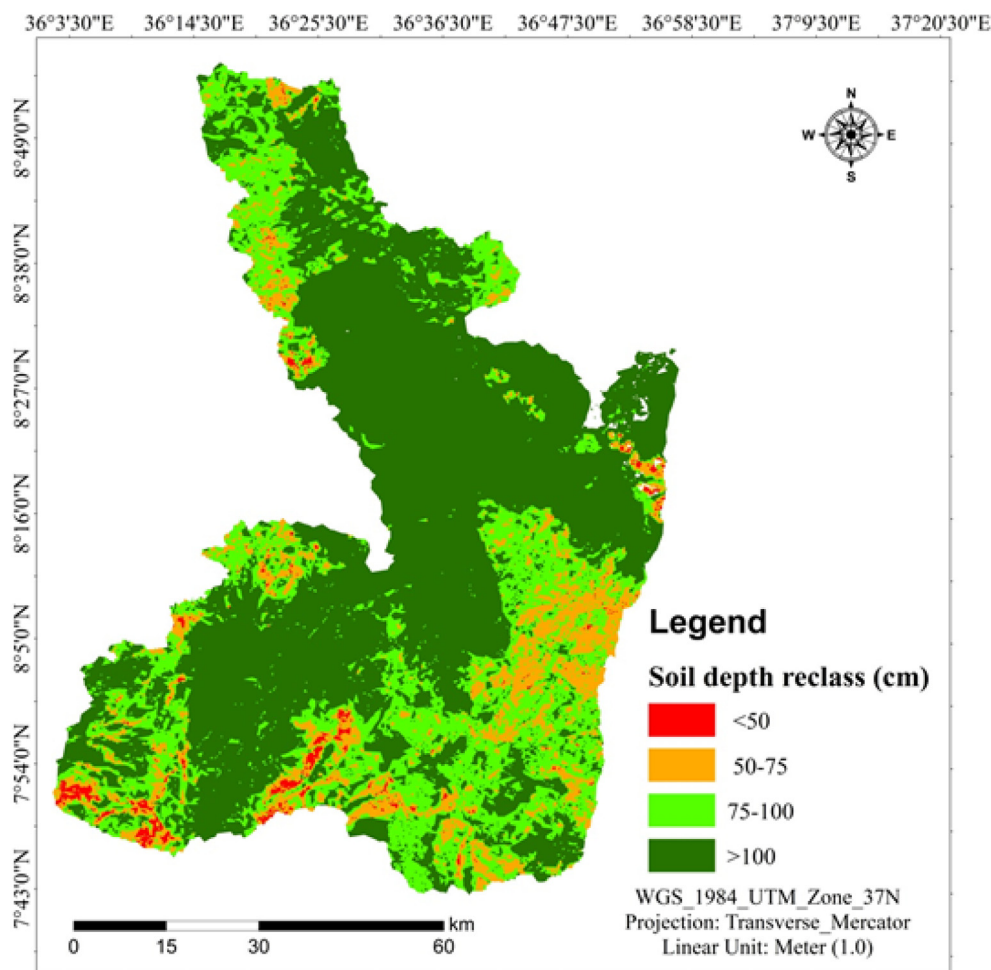 36°3'30"E 36°14'30"E 36°25'30"E 36°36'30"E 36°47'30"E 36°58'30"E 37°9'30"E 37°20'30"E
N
W E
S
8°49'0"N
8°38'0"N
8°27'0"N
8°16'0"N
8°5'0"N
7°54'0"N
7°43'0"N
Legend
Soil depth reclass (cm)
<50
50-75
75-100
>100
WGS_1984_UTM_Zone_37N
Projection: Transverse_Mercator
Linear Unit: Meter (1.0)
km
0 15 30 60